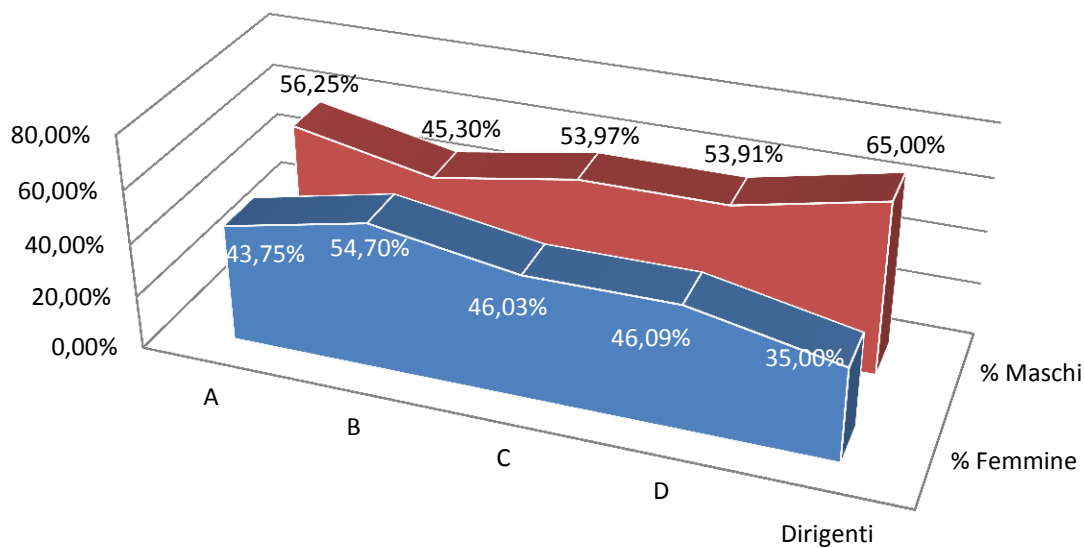 56,25%
45,30%
53,97%
53,91%
65,00%
80,00%
60,00%
40,00%
20,00%
0,00%
43,75%
54,70%
46,03%
46,09%
35,00%
A
B
C
D
Dirigenti
% Maschi
% Femmine